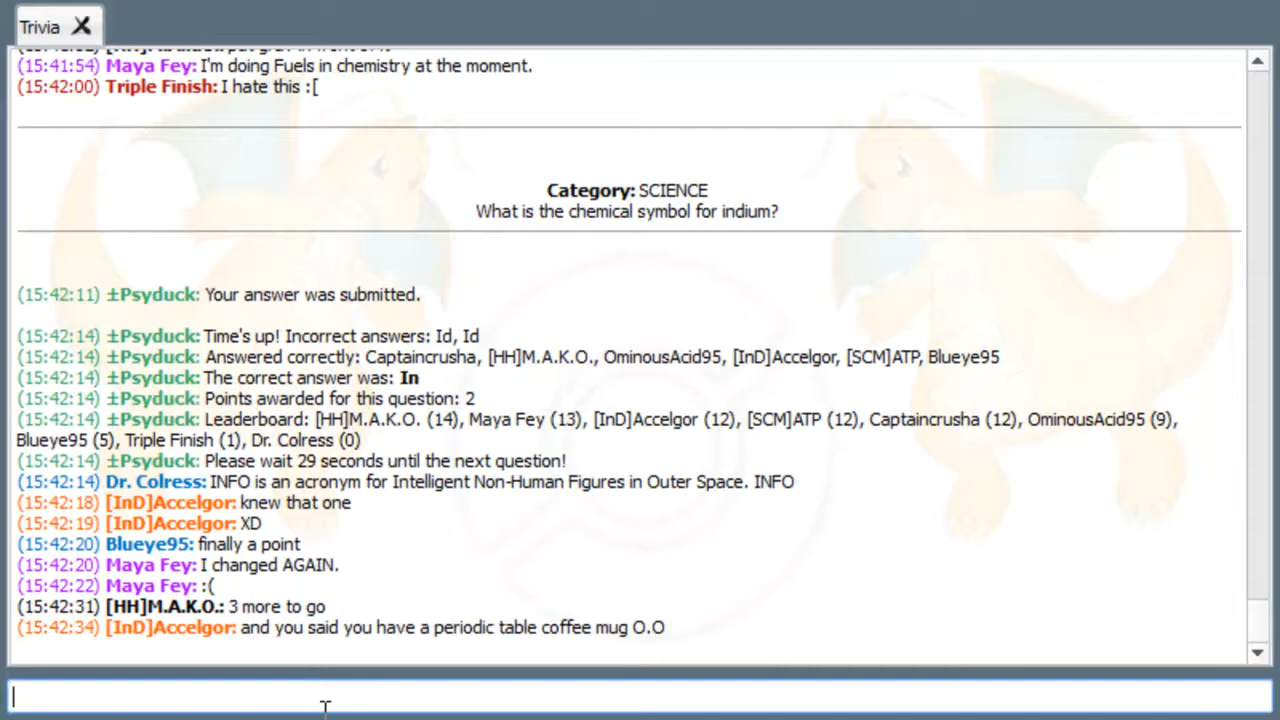 Trivia X
(15:41:54) Maya Fey: I'm doing Fuels in chemistry at the moment.
(15:42:00) Triple Finish: I hate this :[
Category: SCIENCE
What is the chemical symbol for indium?
(15:42:11) ±Psyduck: Your answer was submitted.
(15:42:14) ±Psyduck: Time's up! Incorrect answers: Id, Id
(15:42:14) ±Psyduck: Answered correctly: Captaincrusha, [HH]M.A.K.O., OminousAcid95, [InD]Accelgor, [SCM]ATP, Blueye95
(15:42:14) ±Psyduck: The correct answer was: In
(15:42:14) ±Psyduck: Points awarded for this question: 2
(15:42:14) ±Psyduck: Leaderboard: [HH]M.A.K.O. (14), Maya Fey (13), [InD]Accelgor (12), [SCM]ATP (12), Captaincrusha (12), OminousAcid95 (9),
Blueye95 (5), Triple Finish (1), Dr. Colress (0)
(15:42:14) ±Psyduck: Please wait 29 seconds until the next question!
(15:42:14) Dr. Colress: INFO is an acronym for Intelligent Non-Human Figures in Outer Space. INFO
(15:42:18) [InD]Accelgor: knew that one
(15:42:19) [InD]Accelgor: XD
(15:42:20) Blueye95: finally a point
(15:42:20) Maya Fey: I changed AGAIN.
(15:42:22) Maya Fey: :(
(15:42:31) [HH]M.A.K.O.: 3 more to go
(15:42:34) [InD]Accelgor: and you said you have a periodic table coffee mug O.O